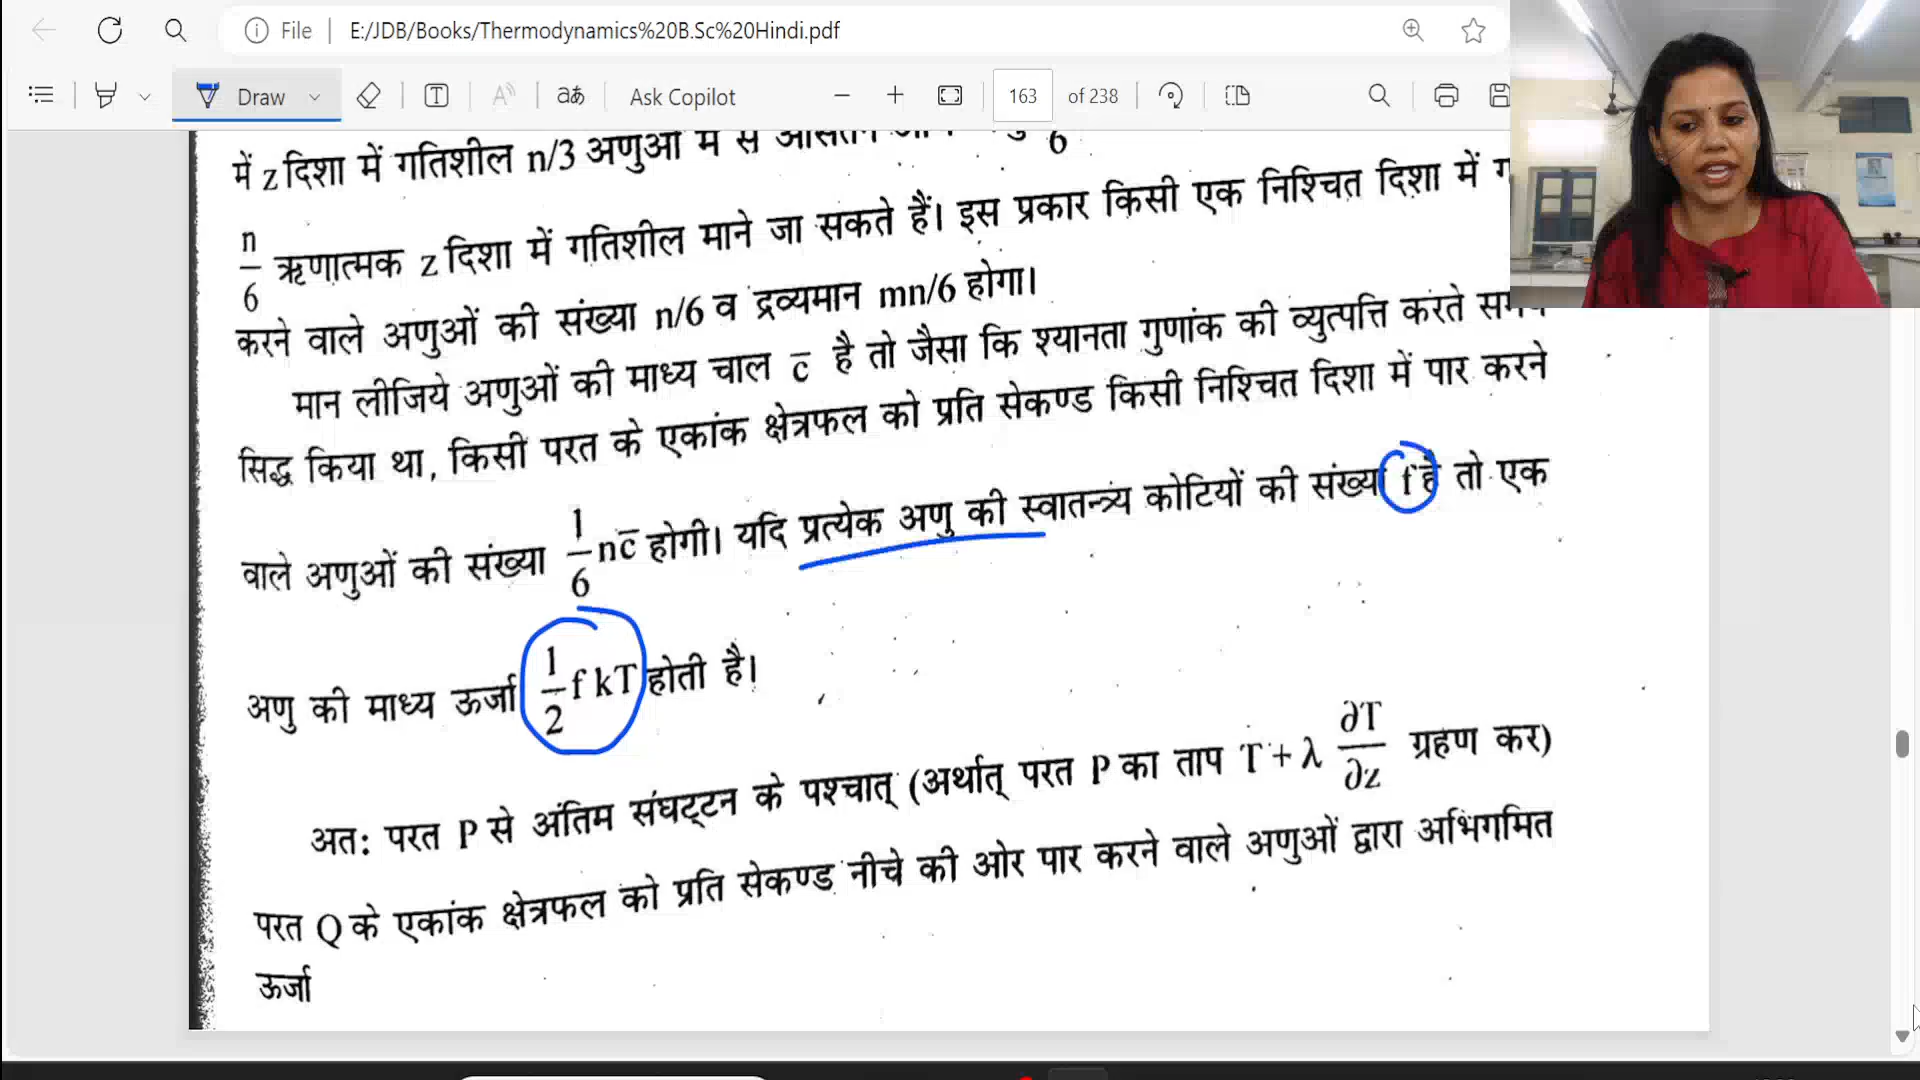 File | E:/JDB/Books/Thermodynamics%20B.Sc%20Hindi.pdf
Draw aあ Ask Copilot 163 of 238
में z दिशा में गतिशील n/3 अणुओं में से 6
n/6 ऋणात्मक z दिशा में गतिशील माने जा सकते हैं। इस प्रकार किसी एक निश्चित दिशा में
करने वाले अणुओं की संख्या n/6 व द्रव्यमान mn/6 होगा।
मान लीजिये अणुओं की माध्य चाल c̅ है तो जैसा कि श्यानता गुणांक की व्युत्पत्ति करते
सिद्ध किया था, किसी परत के एकांक क्षेत्रफल को प्रति सेकण्ड किसी निश्चित दिशा में पार करने
वाले अणुओं की संख्या 1/6 nc̅ होगी। यदि प्रत्येक अणु की स्वातन्त्र्य कोटियों की संख्या f है तो एक
अणु की माध्य ऊर्जा 1/2 f kT होती है।
अत: परत P से अंतिम संघट्टन के पश्चात् (अर्थात् परत P का ताप T + λ ∂T/∂z ग्रहण कर)
परत Q के एकांक क्षेत्रफल को प्रति सेकण्ड नीचे की ओर पार करने वाले अणुओं द्वारा अभिगमित
ऊर्जा